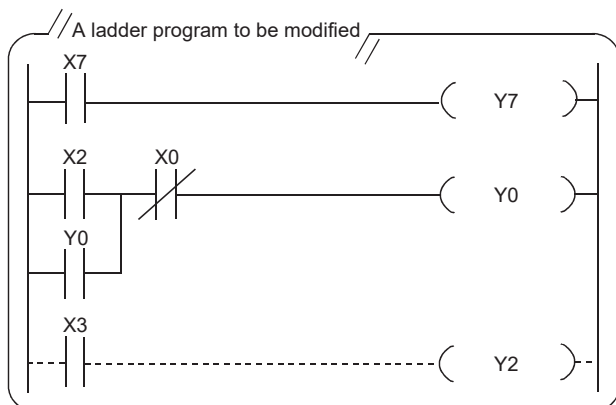 A ladder program to be modified
X7
Y7
X2
X0
Y0
Y0
X3
Y2